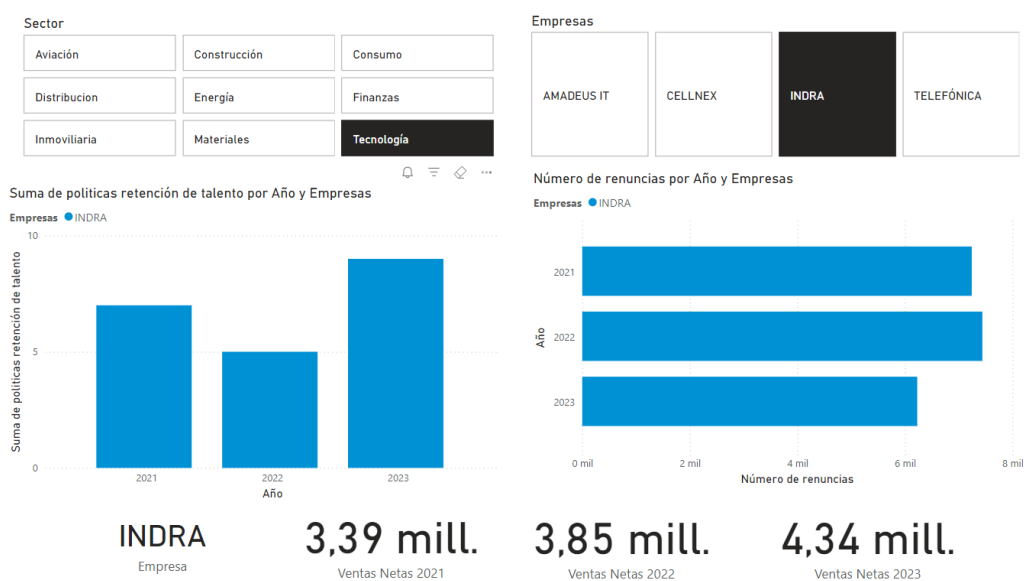 Sector
Aviación
Construcción
Consumo
Distribucion
Energía
Finanzas
Inmoviliaria
Materiales
Tecnología
Empresas
AMADEUS IT
CELLNEX
INDRA
TELEFÓNICA
Suma de politicas retención de talento por Año y Empresas
Empresas INDRA
Suma de politicas retención de talento
10
5
0
2021
2022
2023
Año
Número de renuncias por Año y Empresas
Empresas INDRA
Año
2021
2022
2023
0 mil
2 mil
4 mil
6 mil
8 mil
Número de renuncias
INDRA
Empresa
3,39 mill.
Ventas Netas 2021
3,85 mill.
Ventas Netas 2022
4,34 mill.
Ventas Netas 2023